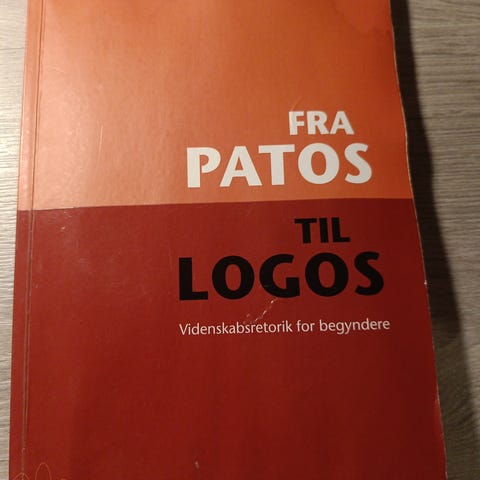 FRA
PATOS
TIL
LOGOS
Videnskabsretorik for begyndere